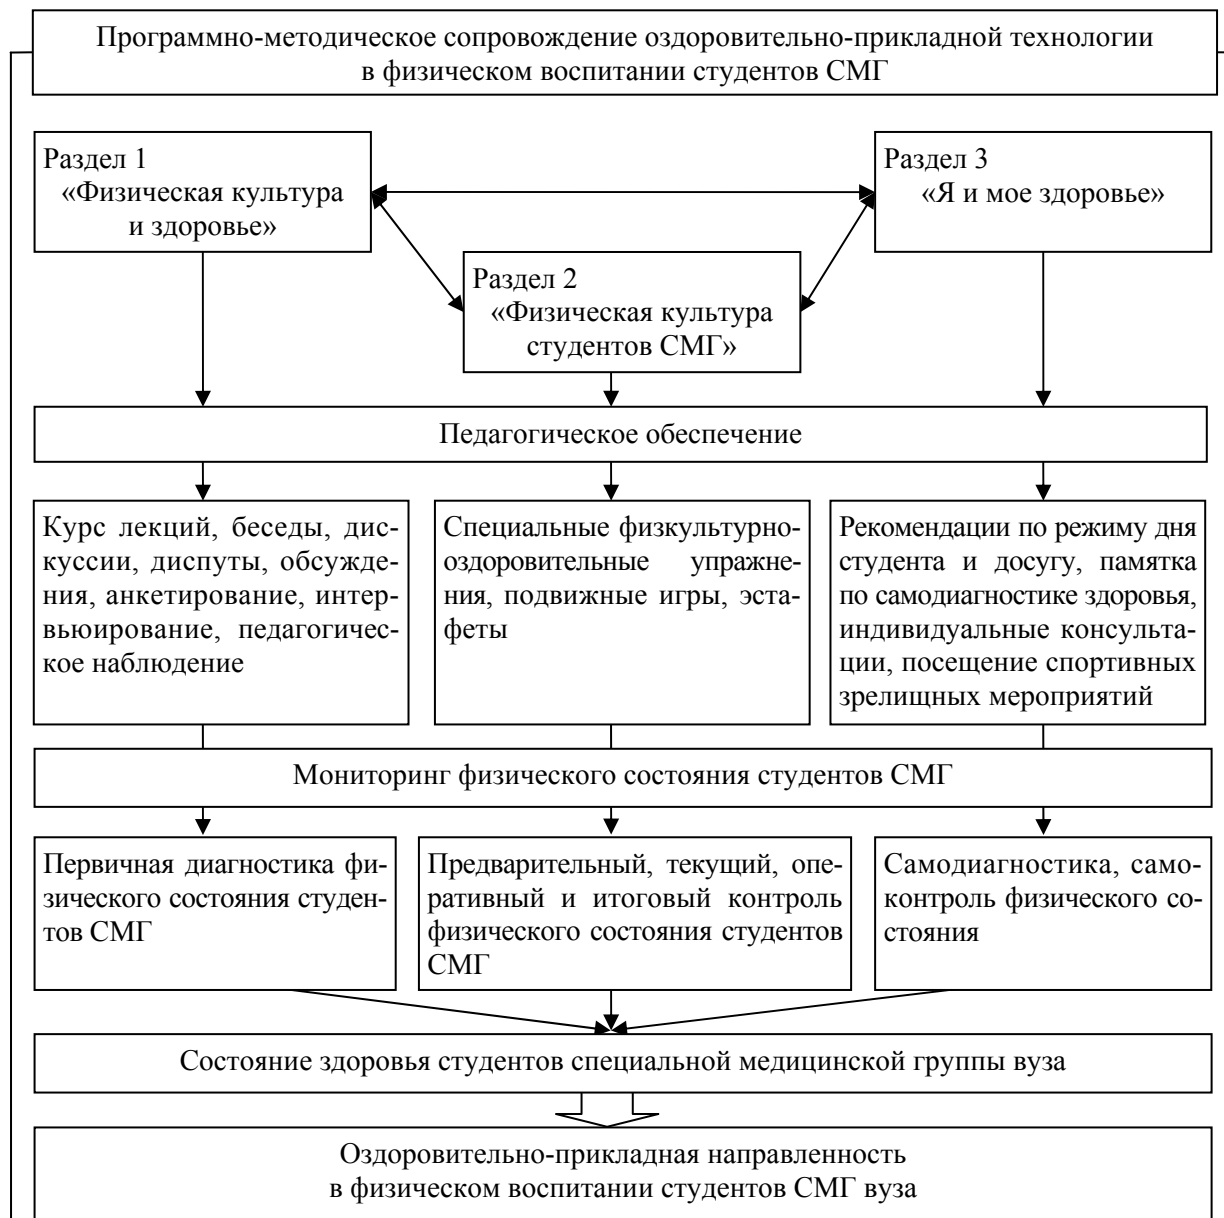 Программно-методическое сопровождение оздоровительно-прикладной технологии
в физическом воспитании студентов СМГ
Раздел 1
«Физическая культура
и здоровье»
Раздел 3
«Я и мое здоровье»
Раздел 2
«Физическая культура
студентов СМГ»
Педагогическое обеспечение
Курс лекций, беседы, дис-
куссии, диспуты, обсужде-
ния, анкетирование, интер-
вьюирование, педагогичес-
кое наблюдение
Специальные физкультурно-
оздоровительные упражне-
ния, подвижные игры, эста-
феты
Рекомендации по режиму дня
студента и досугу, памятка
по самодиагностике здоровья,
индивидуальные консульта-
ции, посещение спортивных
зрелищных мероприятий
Мониторинг физического состояния студентов СМГ
Первичная диагностика фи-
зического состояния студен-
тов СМГ
Предварительный, текущий, опе-
ративный и итоговый контроль
физического состояния студентов
СМГ
Самодиагностика, само-
контроль физического со-
стояния
Состояние здоровья студентов специальной медицинской группы вуза
Оздоровительно-прикладная направленность
в физическом воспитании студентов СМГ вуза